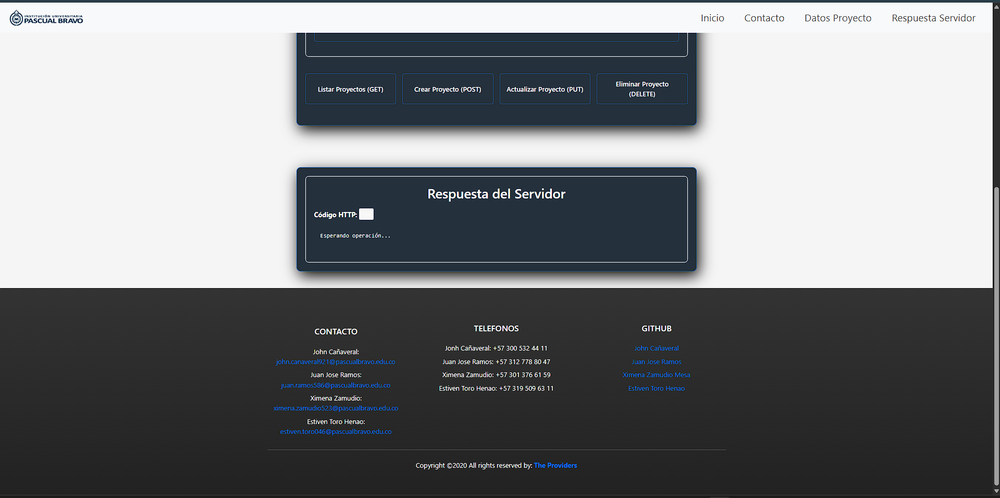 INSTITUCIÓN UNIVERSITARIA
PASCUAL BRAVO
Inicio
Contacto
Datos Proyecto
Respuesta Servidor
Listar Proyectos (GET)
Crear Proyecto (POST)
Actualizar Proyecto (PUT)
Eliminar Proyecto
(DELETE)
Respuesta del Servidor
Código HTTP:
Esperando operación...
CONTACTO
John Cañaveral:
john.canaveral921@pascualbravo.edu.co
Juan Jose Ramos:
juan.ramos586@pascualbravo.edu.co
Ximena Zamudio:
ximena.zamudio523@pascualbravo.edu.co
Estiven Toro Henao:
estiven.toro046@pascualbravo.edu.co
TELEFONOS
Jonh Cañaveral: +57 300 532 44 11
Juan Jose Ramos: +57 312 778 80 47
Ximena Zamudio: +57 301 376 61 59
Estiven Toro Henao: +57 319 509 63 11
GITHUB
John Cañaveral
Juan Jose Ramos
Ximena Zamudio Mesa
Estiven Toro Henao
Copyright ©2020 All rights reserved by: The Providers